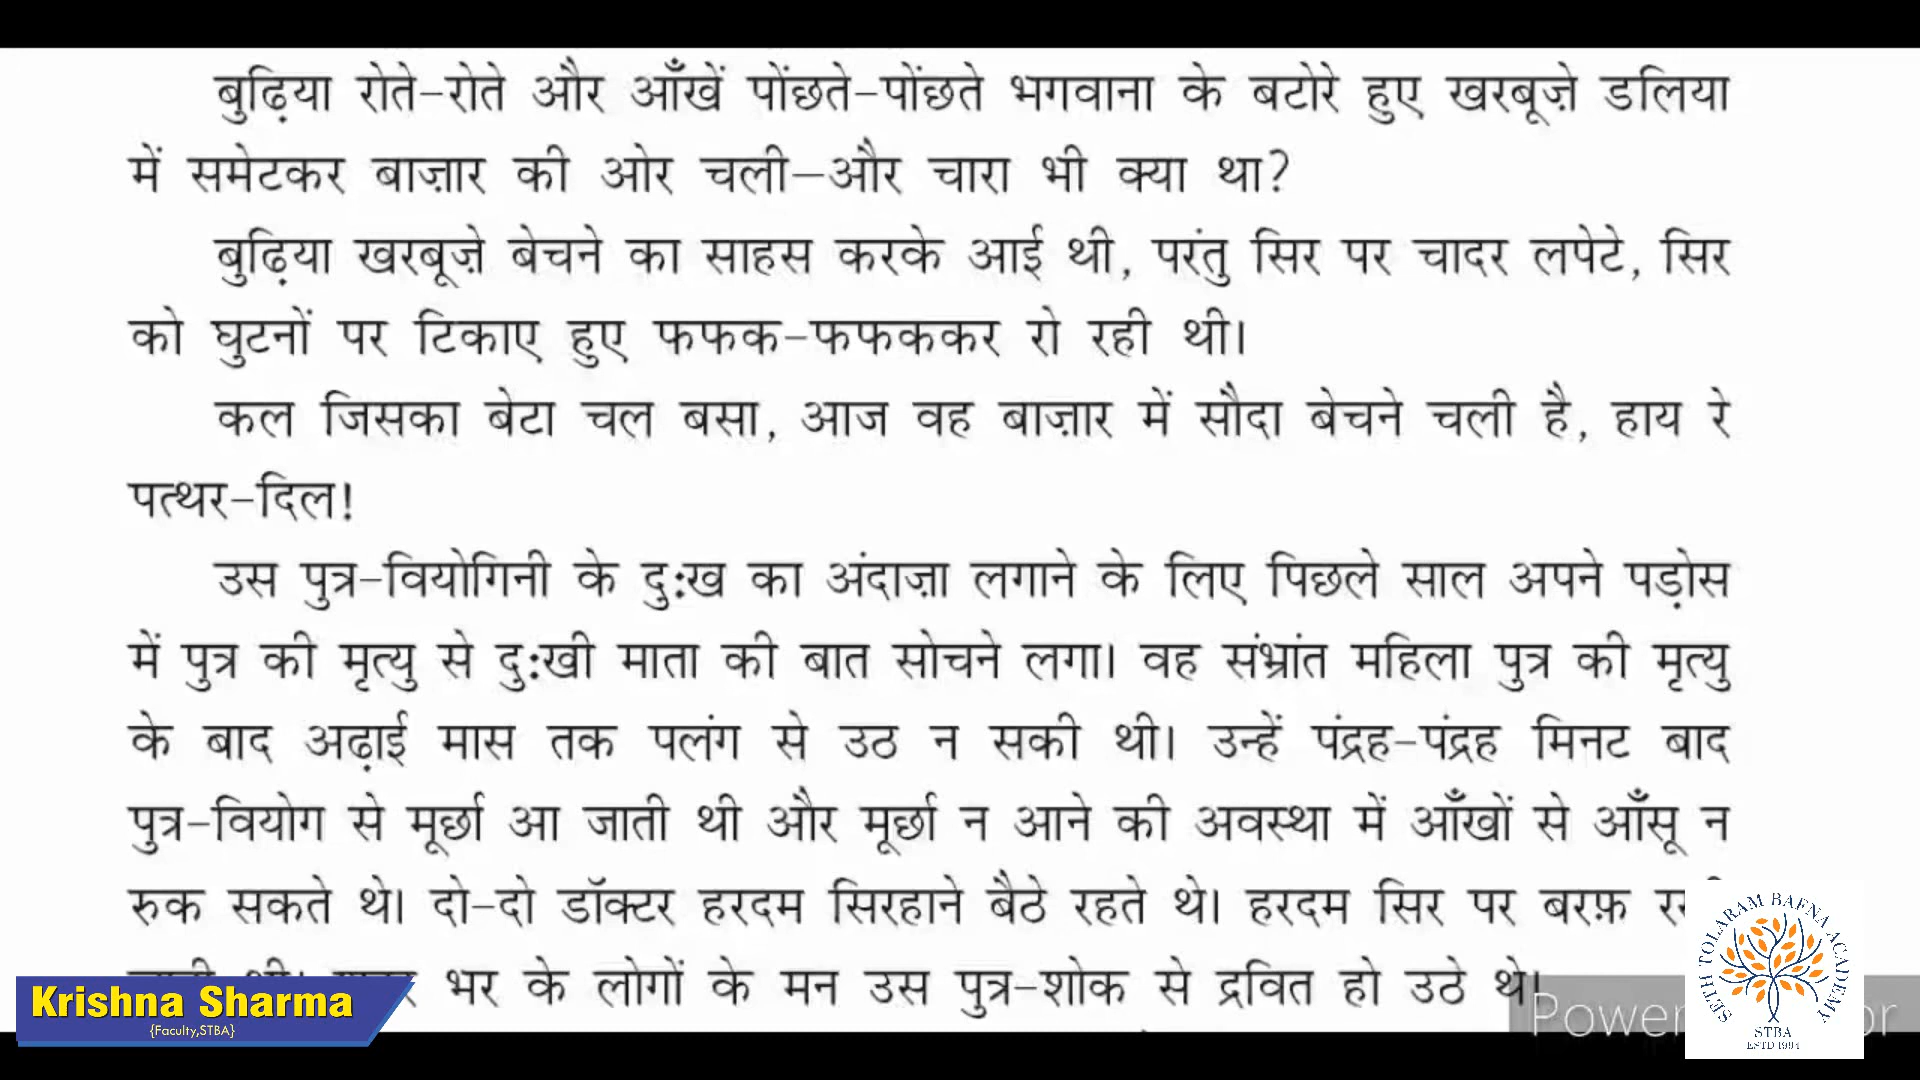 बुढ़िया रोते-रोते और आँखें पोंछते-पोंछते भगवाना के बटोरे हुए खरबूज़े डलिया
में समेटकर बाज़ार की ओर चली—और चारा भी क्या था?
बुढ़िया खरबूज़े बेचने का साहस करके आई थी, परंतु सिर पर चादर लपेटे, सिर
को घुटनों पर टिकाए हुए फफक-फफककर रो रही थी।
कल जिसका बेटा चल बसा, आज वह बाज़ार में सौदा बेचने चली है, हाय रे
पत्थर-दिल!
उस पुत्र-वियोगिनी के दु:ख का अंदाज़ा लगाने के लिए पिछले साल अपने पड़ोस
में पुत्र की मृत्यु से दु:खी माता की बात सोचने लगा। वह संभ्रांत महिला पुत्र की मृत्यु
के बाद अढ़ाई मास तक पलंग से उठ न सकी थी। उन्हें पंद्रह-पंद्रह मिनट बाद
पुत्र-वियोग से मूर्छा आ जाती थी और मूर्छा न आने की अवस्था में आँखों से आँसू न
रुक सकते थे। दो-दो डॉक्टर हरदम सिरहाने बैठे रहते थे। हरदम सिर पर बरफ़
भर के लोगों के मन उस पुत्र-शोक से द्रवित हो उठे थे।
Krishna Sharma
{Faculty,STBA}
SETH TOLARAM BAFNA ACADEMY
STBA
ESTD 1994